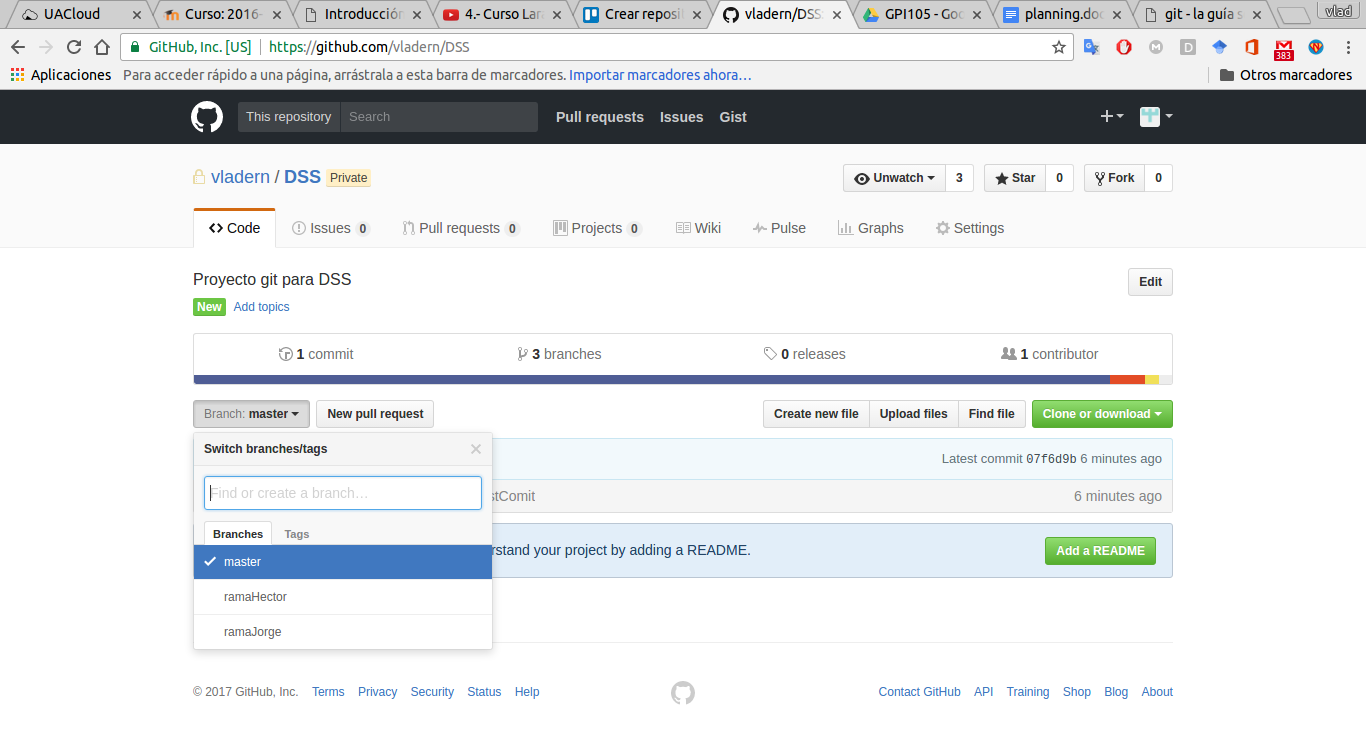 UACloud Curso: 2016- Introducción 4.- Curso Lar Crear reposi vladern/DSS GPI105 - Goo planning.doc git - la guía s vlad
GitHub, Inc. [US] https://github.com/vladern/DSS M D 383 N
Aplicaciones Para acceder rápido a una página, arrástrala a esta barra de marcadores. Importar marcadores ahora… Otros marcadores
This repository Search Pull requests Issues Gist
vladern / DSS Private Unwatch 3 Star 0 Fork 0
Code Issues 0 Pull requests 0 Projects 0 Wiki Pulse Graphs Settings
Proyecto git para DSS Edit
New Add topics
1 commit 3 branches 0 releases 1 contributor
Branch: master New pull request Create new file Upload files Find file Clone or download
Switch branches/tags
Latest commit 07f6d9b 6 minutes ago
Find or create a branch…
stComit 6 minutes ago
Branches Tags
rstand your project by adding a README. Add a README
master
ramaHector
ramaJorge
© 2017 GitHub, Inc. Terms Privacy Security Status Help Contact GitHub API Training Shop Blog About